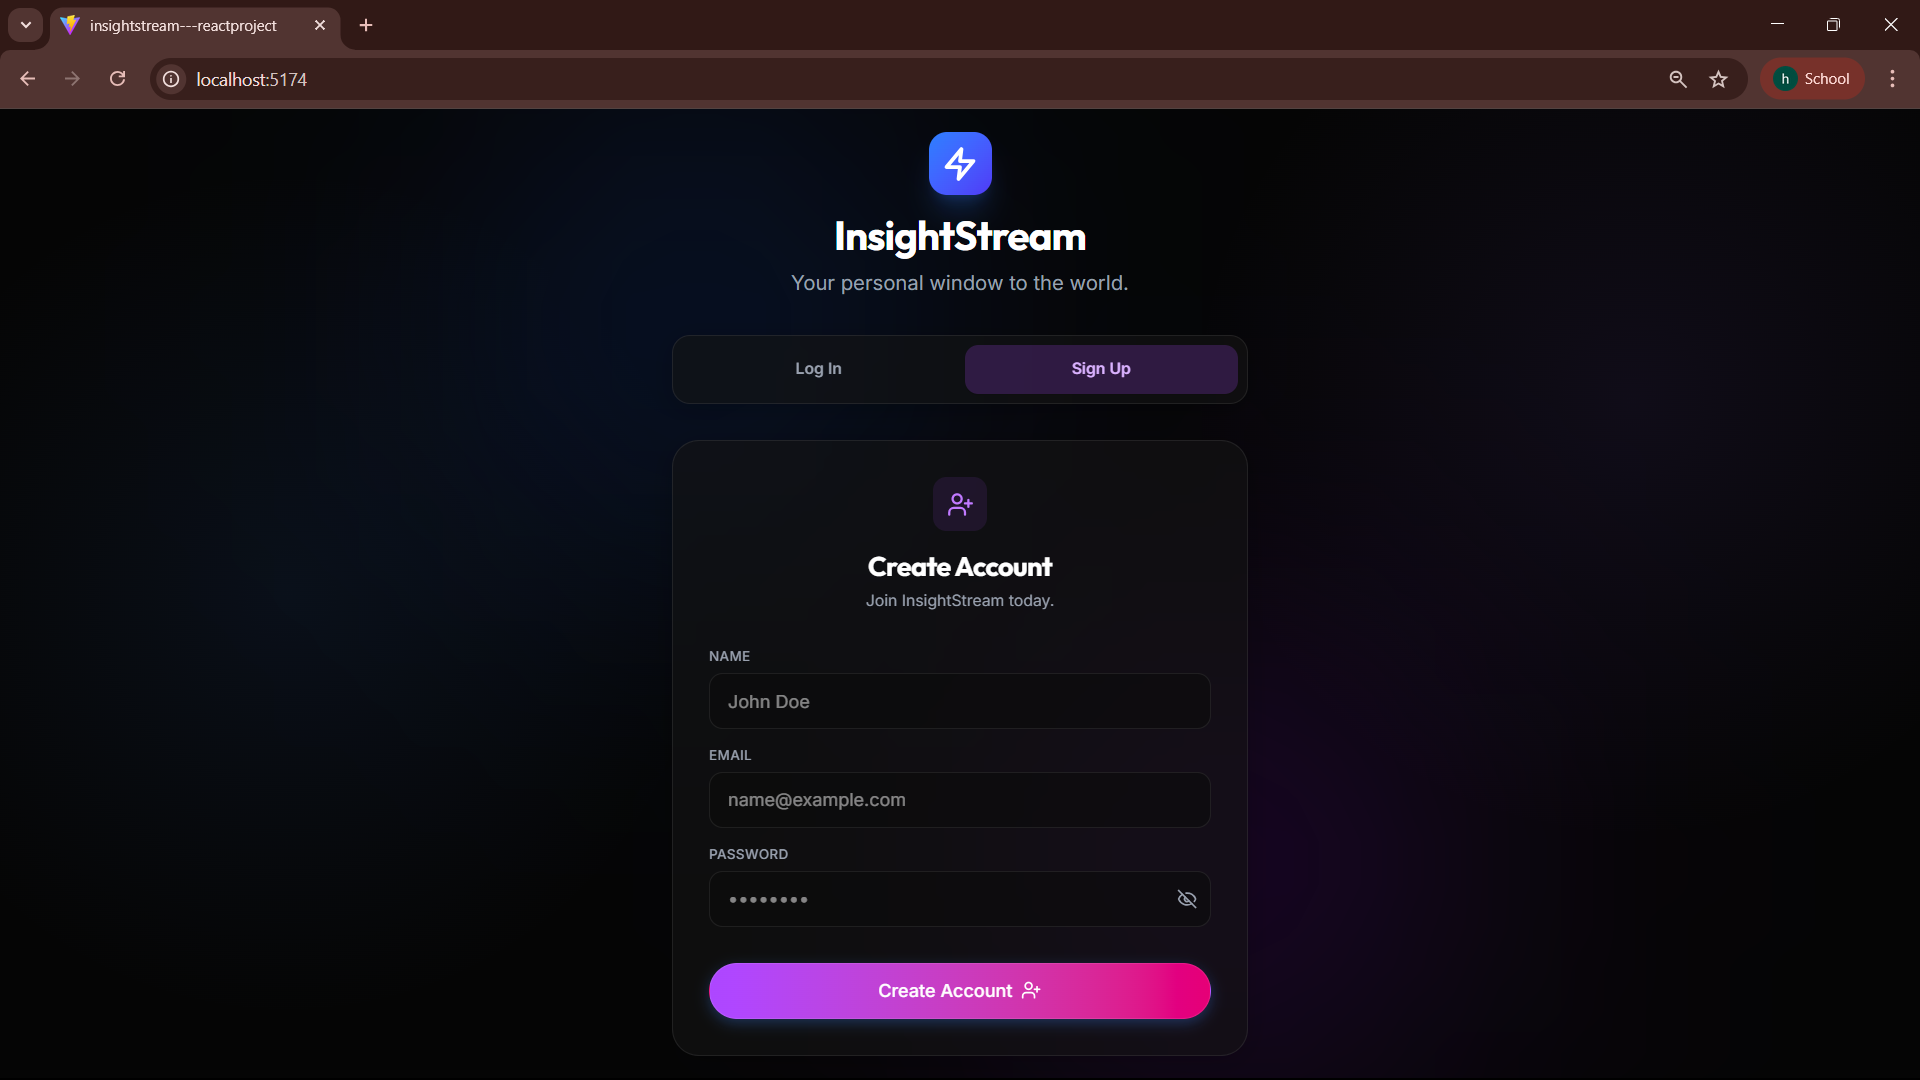 insightstream---reactproject
localhost:5174
h School
InsightStream
Your personal window to the world.
Log In
Sign Up
Create Account
Join InsightStream today.
NAME
John Doe
EMAIL
name@example.com
PASSWORD
••••••••
Create Account